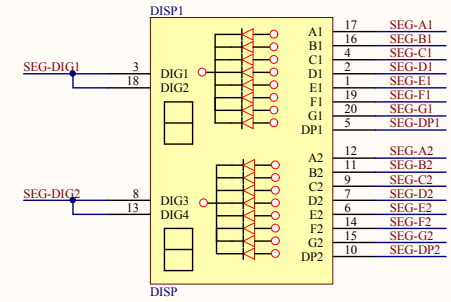 DISP1
SEG-DIG1 3 DIG1
18 DIG2
A1 17 SEG-A1
B1 16 SEG-B1
C1 4 SEG-C1
D1 2 SEG-D1
E1 1 SEG-E1
F1 19 SEG-F1
G1 20 SEG-G1
DP1 5 SEG-DP1
SEG-DIG2 8 DIG3
13 DIG4
A2 12 SEG-A2
B2 11 SEG-B2
C2 9 SEG-C2
D2 7 SEG-D2
E2 6 SEG-E2
F2 14 SEG-F2
G2 15 SEG-G2
DP2 10 SEG-DP2
DISP